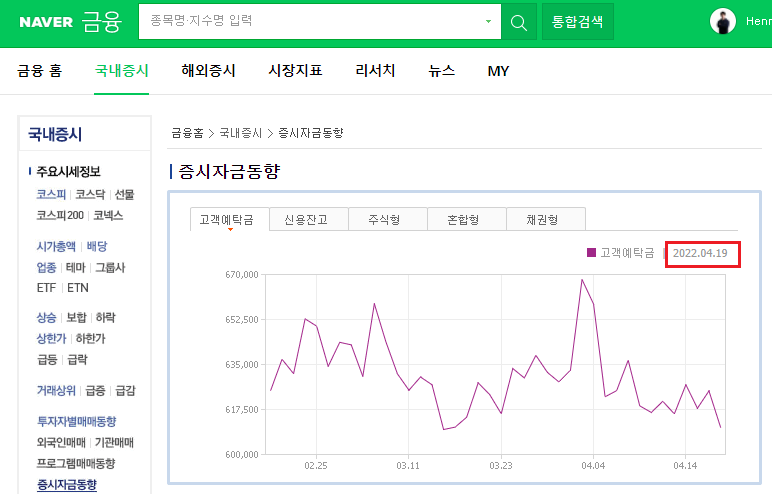 NAVER 금융 종목명·지수명 입력 통합검색 Henr
금융 홈 국내증시 해외증시 시장지표 리서치 뉴스 MY
국내증시
주요시세정보
코스피 코스닥 선물
코스피200 코넥스
시가총액 배당
업종 테마 그룹사
ETF ETN
상승 보합 하락
상한가 하한가
급등 급락
거래상위 급증 급감
투자자별매매동향
외국인매매 기관매매
프로그램매매동향
증시자금동향
금융홈 > 국내증시 > 증시자금동향
증시자금동향
고객예탁금 신용잔고 주식형 혼합형 채권형
고객예탁금 2022.04.19
670,000
652,500
635,000
617,500
600,000
02.25 03.11 03.23 04.04 04.14